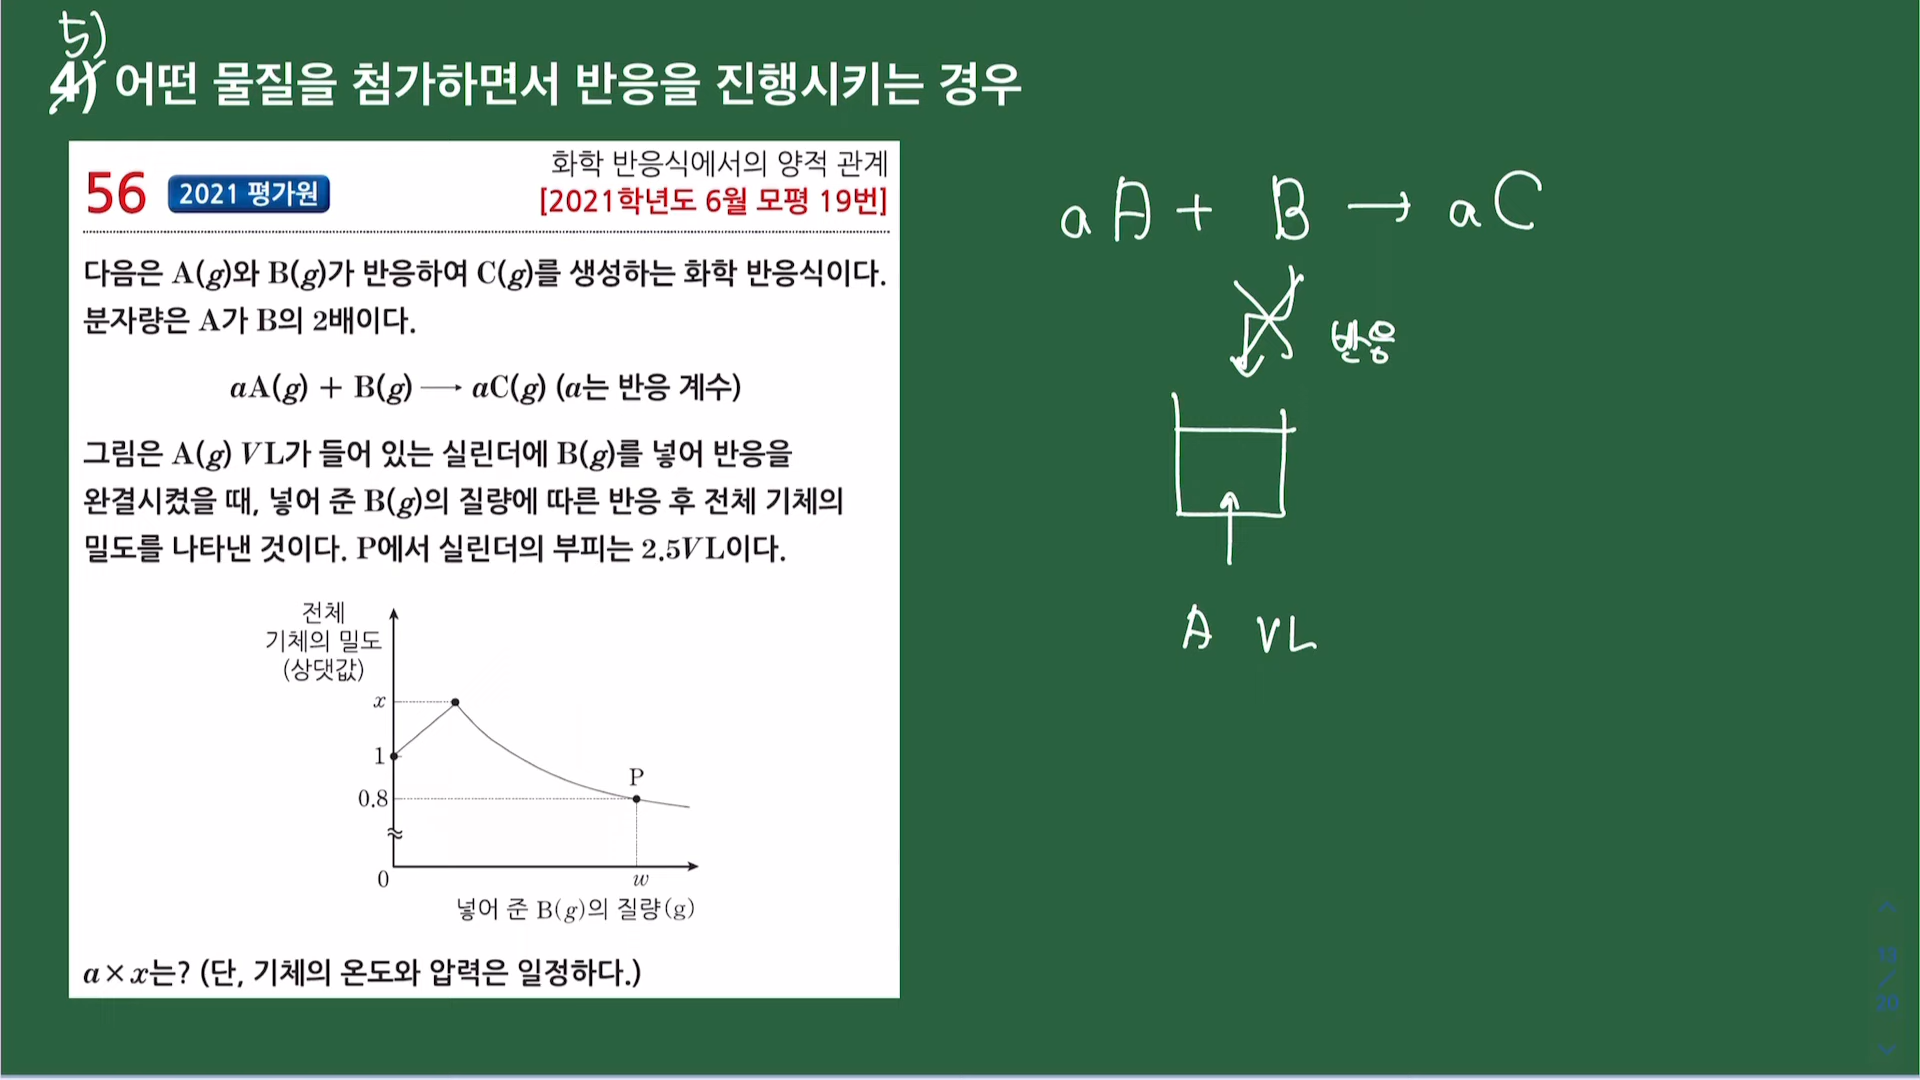 5)
4) 어떤 물질을 첨가하면서 반응을 진행시키는 경우
56 2021 평가원
화학 반응식에서의 양적 관계
[2021학년도 6월 모평 19번]
다음은 A(g)와 B(g)가 반응하여 C(g)를 생성하는 화학 반응식이다.
분자량은 A가 B의 2배이다.
aA(g) + B(g) ⟶ aC(g) (a는 반응 계수)
그림은 A(g) V L가 들어 있는 실린더에 B(g)를 넣어 반응을
완결시켰을 때, 넣어 준 B(g)의 질량에 따른 반응 후 전체 기체의
밀도를 나타낸 것이다. P에서 실린더의 부피는 2.5V L이다.
전체
기체의 밀도
(상댓값)
x
1
P
0.8
0
w
넣어 준 B(g)의 질량(g)
a×x는? (단, 기체의 온도와 압력은 일정하다.)
aA + B → aC
반응
A VL
13
/
20